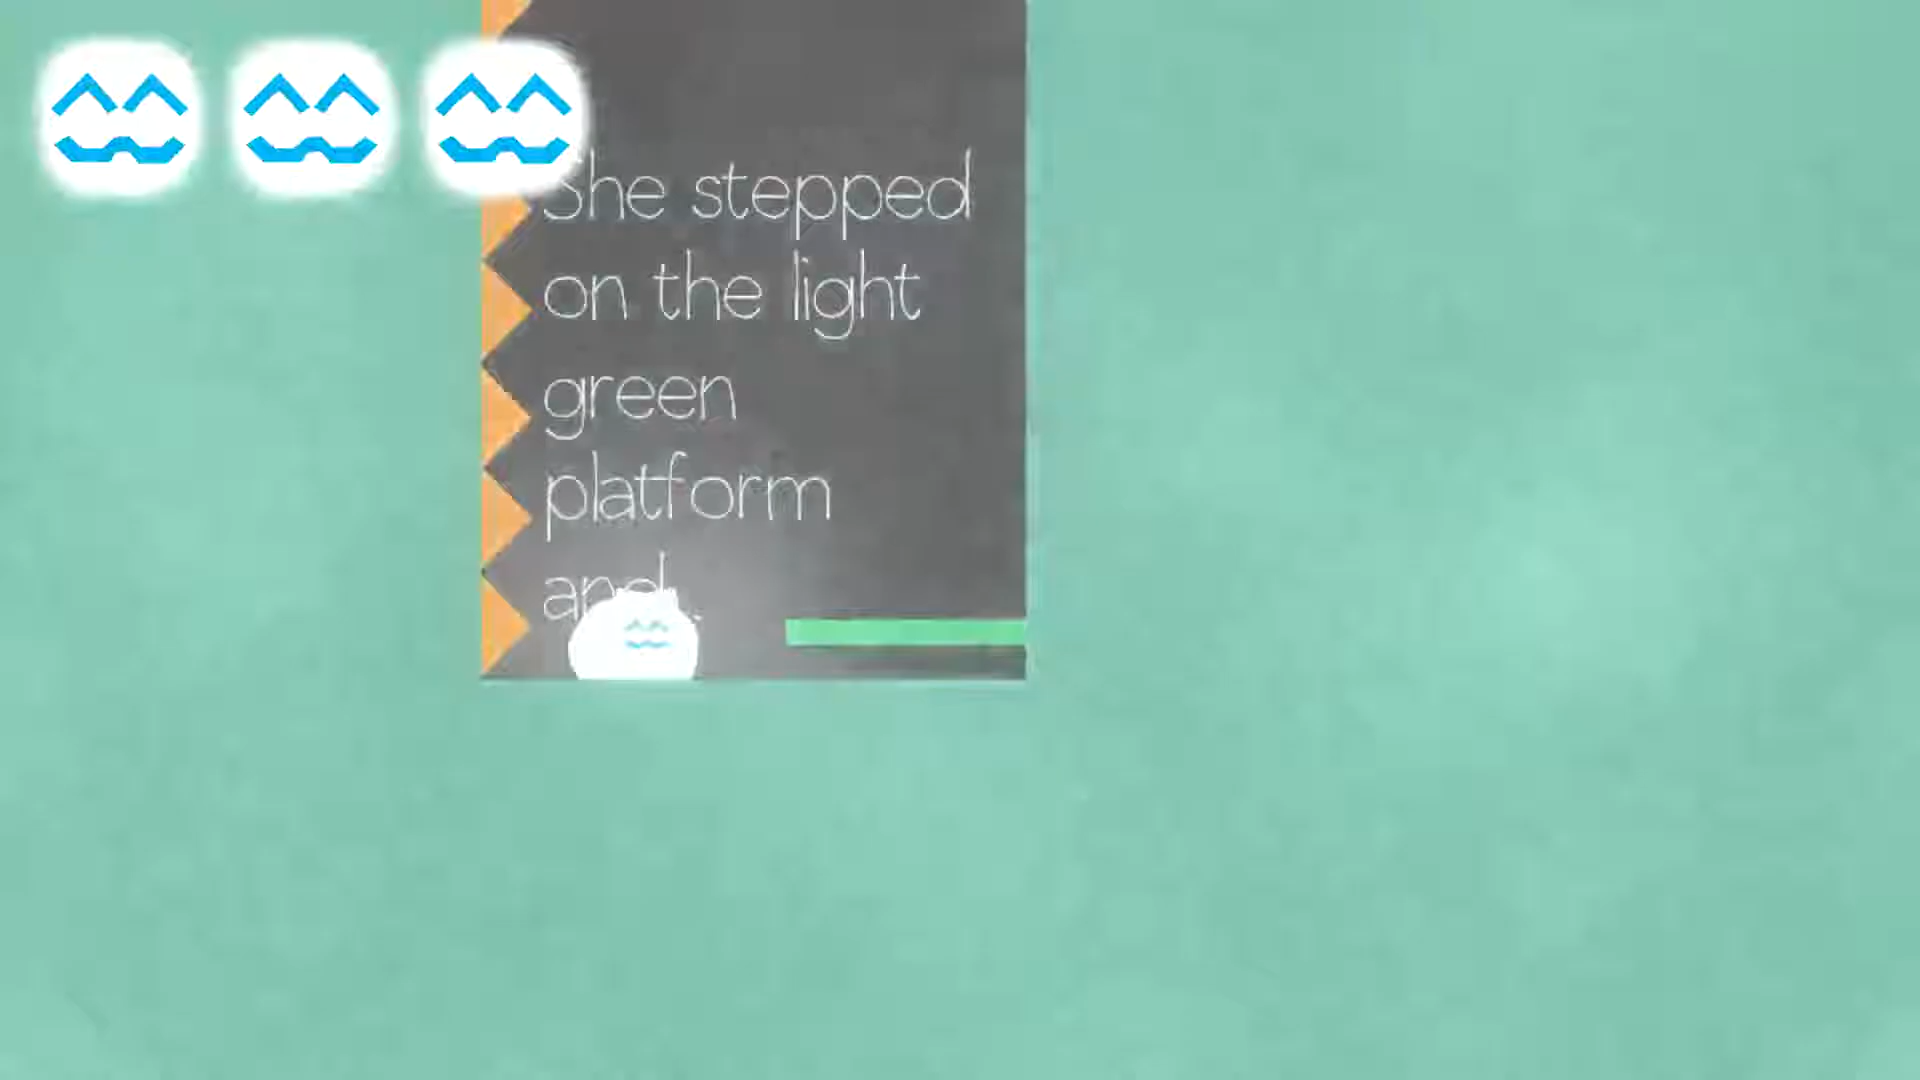 She stepped
on the light
green
platform
and..